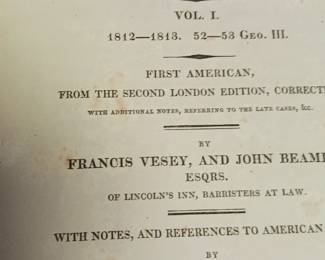 VOL. I.
1812—1813. 52—53 GEO. III.
FIRST AMERICAN,
FROM THE SECOND LONDON EDITION, CORRECT
WITH ADDITIONAL NOTES, REFERRING TO THE LATE CASES, &c.
BY
FRANCIS VESEY, AND JOHN BEAME
ESQRS.
OF LINCOLN'S INN, BARRISTERS AT LAW.
WITH NOTES, AND REFERENCES TO AMERICAN
BY